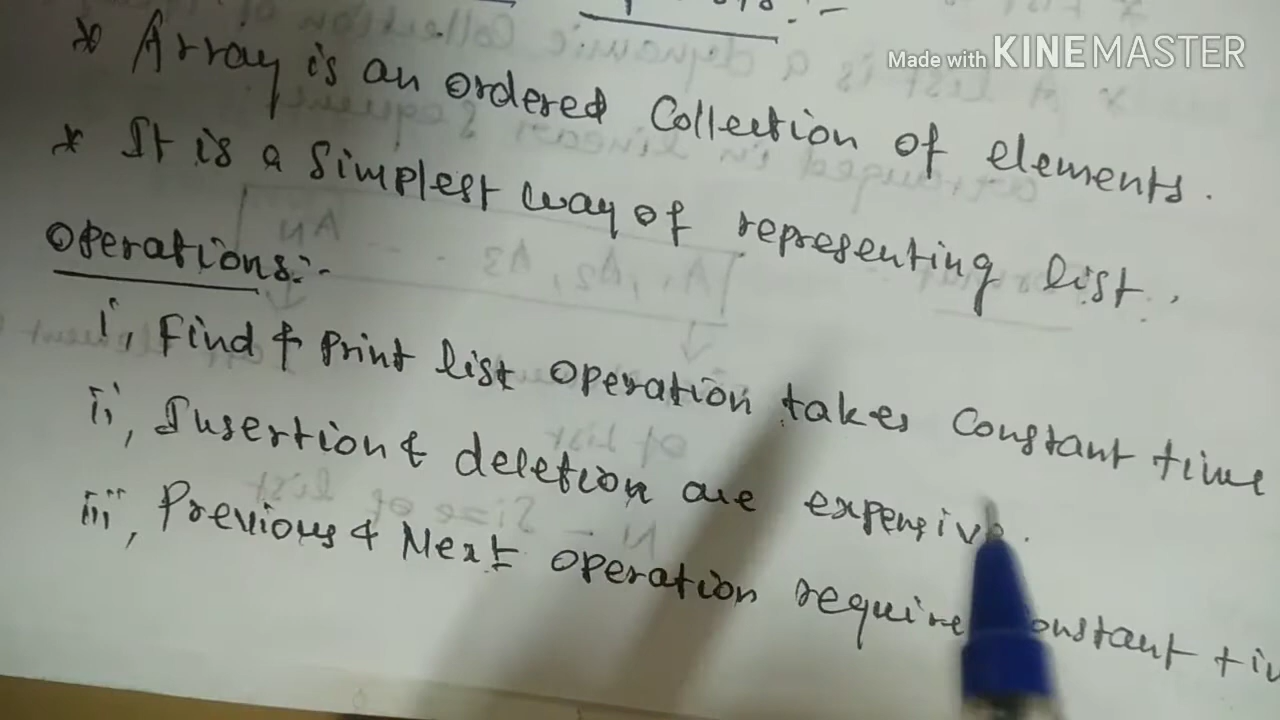 Made with KINEMASTER
* Array is an ordered Collection of elements.
* It is a simplest way of representing list.
Operations:-
i, Find & Print list operation takes Constant time
ii, Insertion & deletion are expensive.
iii, Previous & Next operation require constant